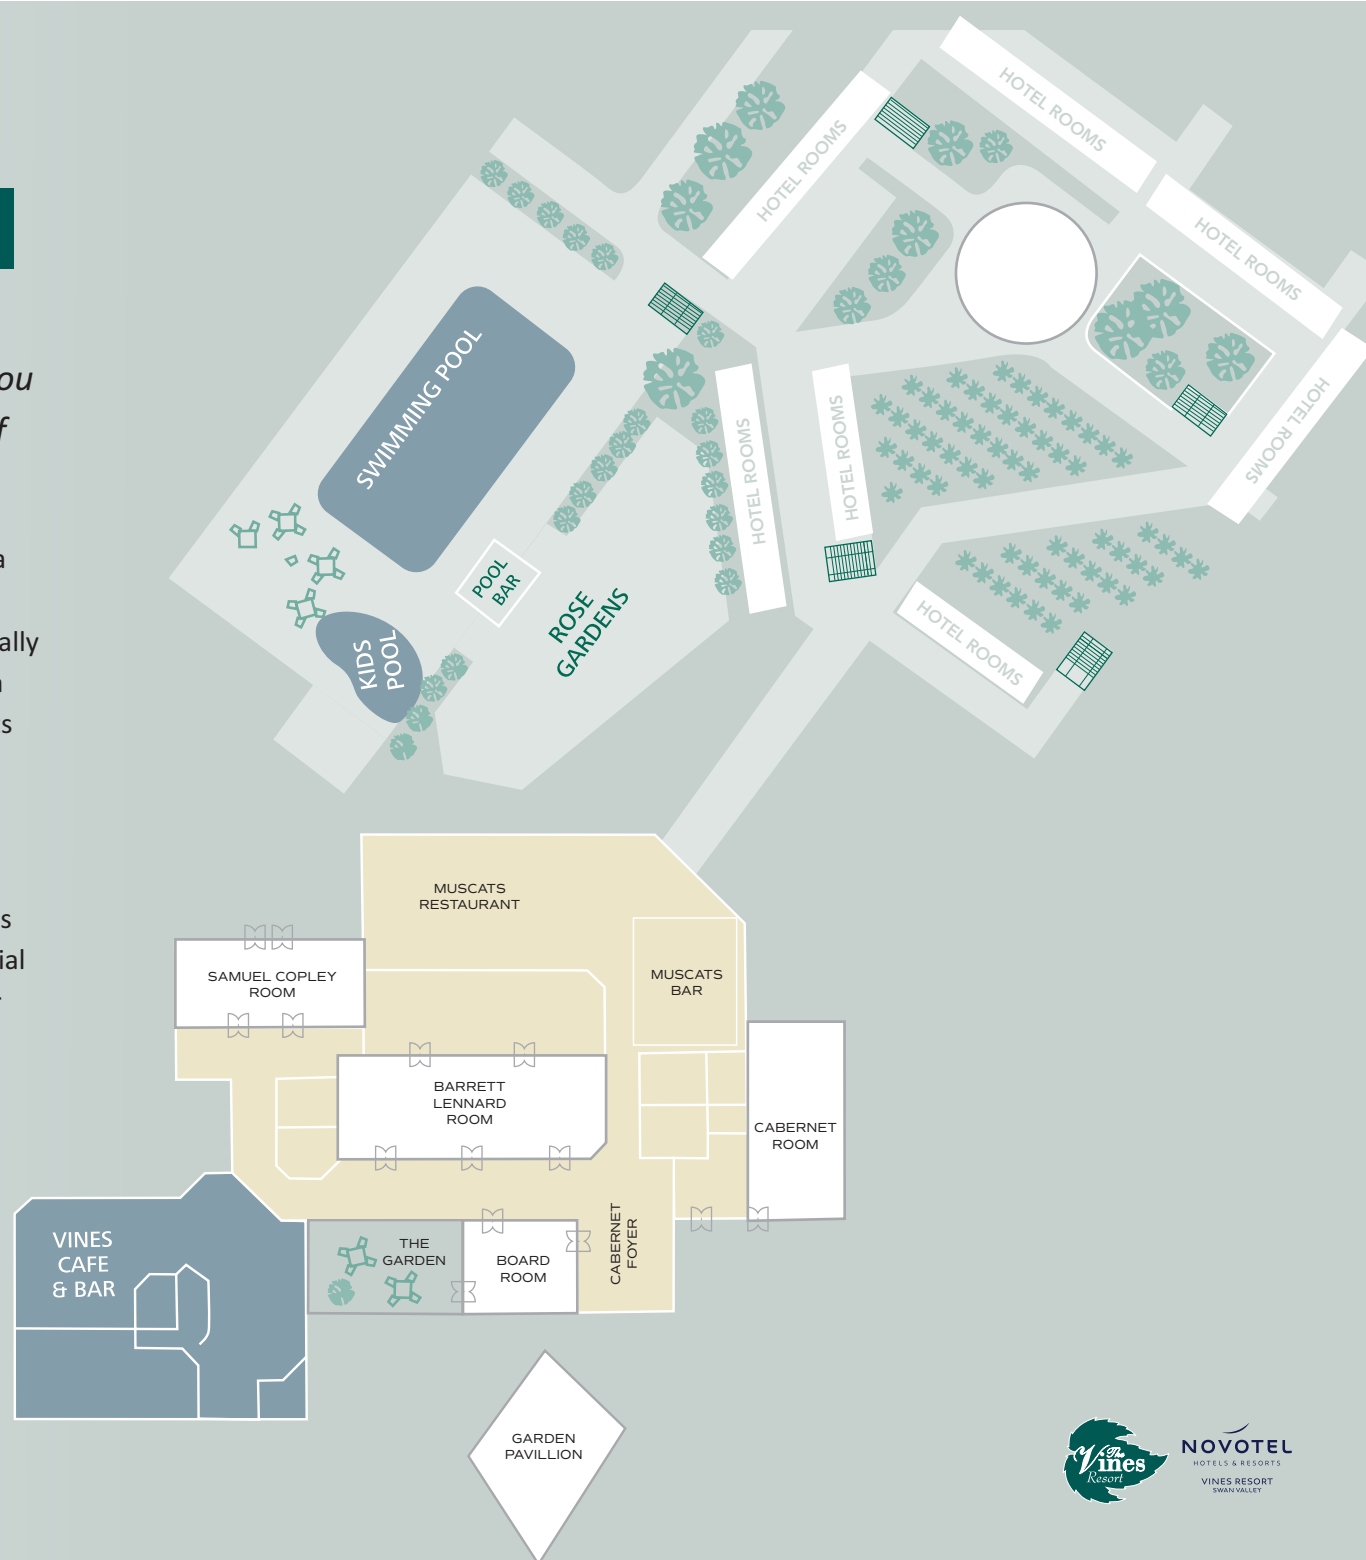 ou
f
a
ally
n
s
s
ial
HOTEL ROOMS
HOTEL ROOMS
HOTEL ROOMS
HOTEL ROOMS
HOTEL ROOMS
HOTEL ROOMS
HOTEL ROOMS
SWIMMING POOL
POOL
BAR
ROSE
GARDENS
KIDS
POOL
MUSCATS
RESTAURANT
SAMUEL COPLEY
ROOM
MUSCATS
BAR
BARRETT
LENNARD
ROOM
CABERNET
ROOM
VINES
CAFE
& BAR
THE
GARDEN
BOARD
ROOM
CABERNET
FOYER
GARDEN
PAVILLION
The
Vines
Resort
NOVOTEL
HOTELS & RESORTS
VINES RESORT
SWAN VALLEY